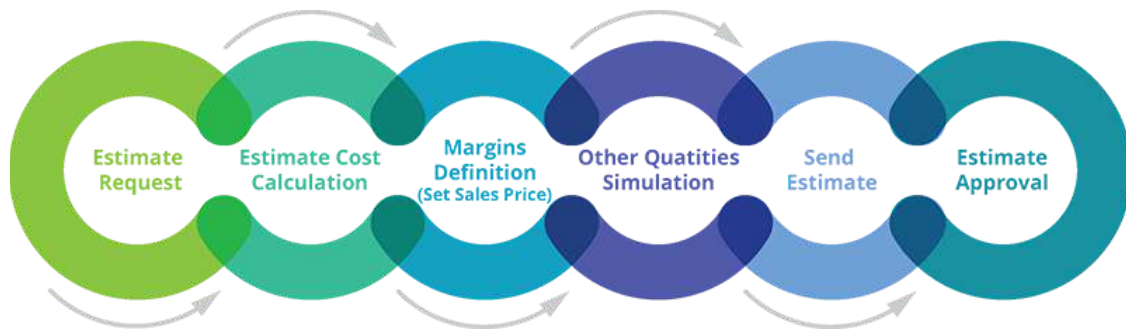 Estimate
Request
Estimate Cost
Calculation
Margins
Definition
(Set Sales Price)
Other Quatities
Simulation
Send
Estimate
Estimate
Approval